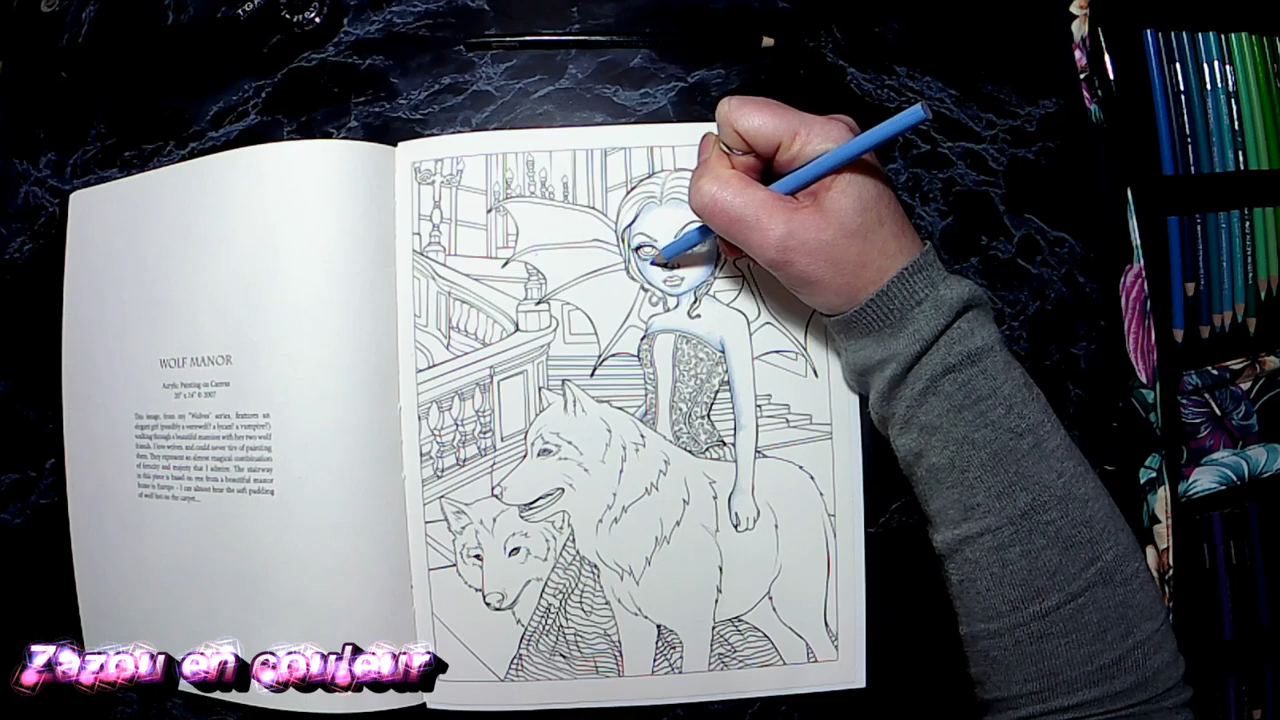 WOLF MANOR
Acrylic Painting on Canvas
20" x 24" © 2007
This image, from my "Wolves" series, features an
elegant girl (possibly a werewolf? a lycan? a vampire?)
walking through a beautiful mansion with her two wolf
friends. I love wolves, and could never tire of painting
them. They represent an almost magical combination
of ferocity and majesty that I admire. The stairway
in this piece is based on one from a beautiful manor
home in Europe - I can almost hear the soft padding
of wolf feet on the carpet...
Zazou en couleur